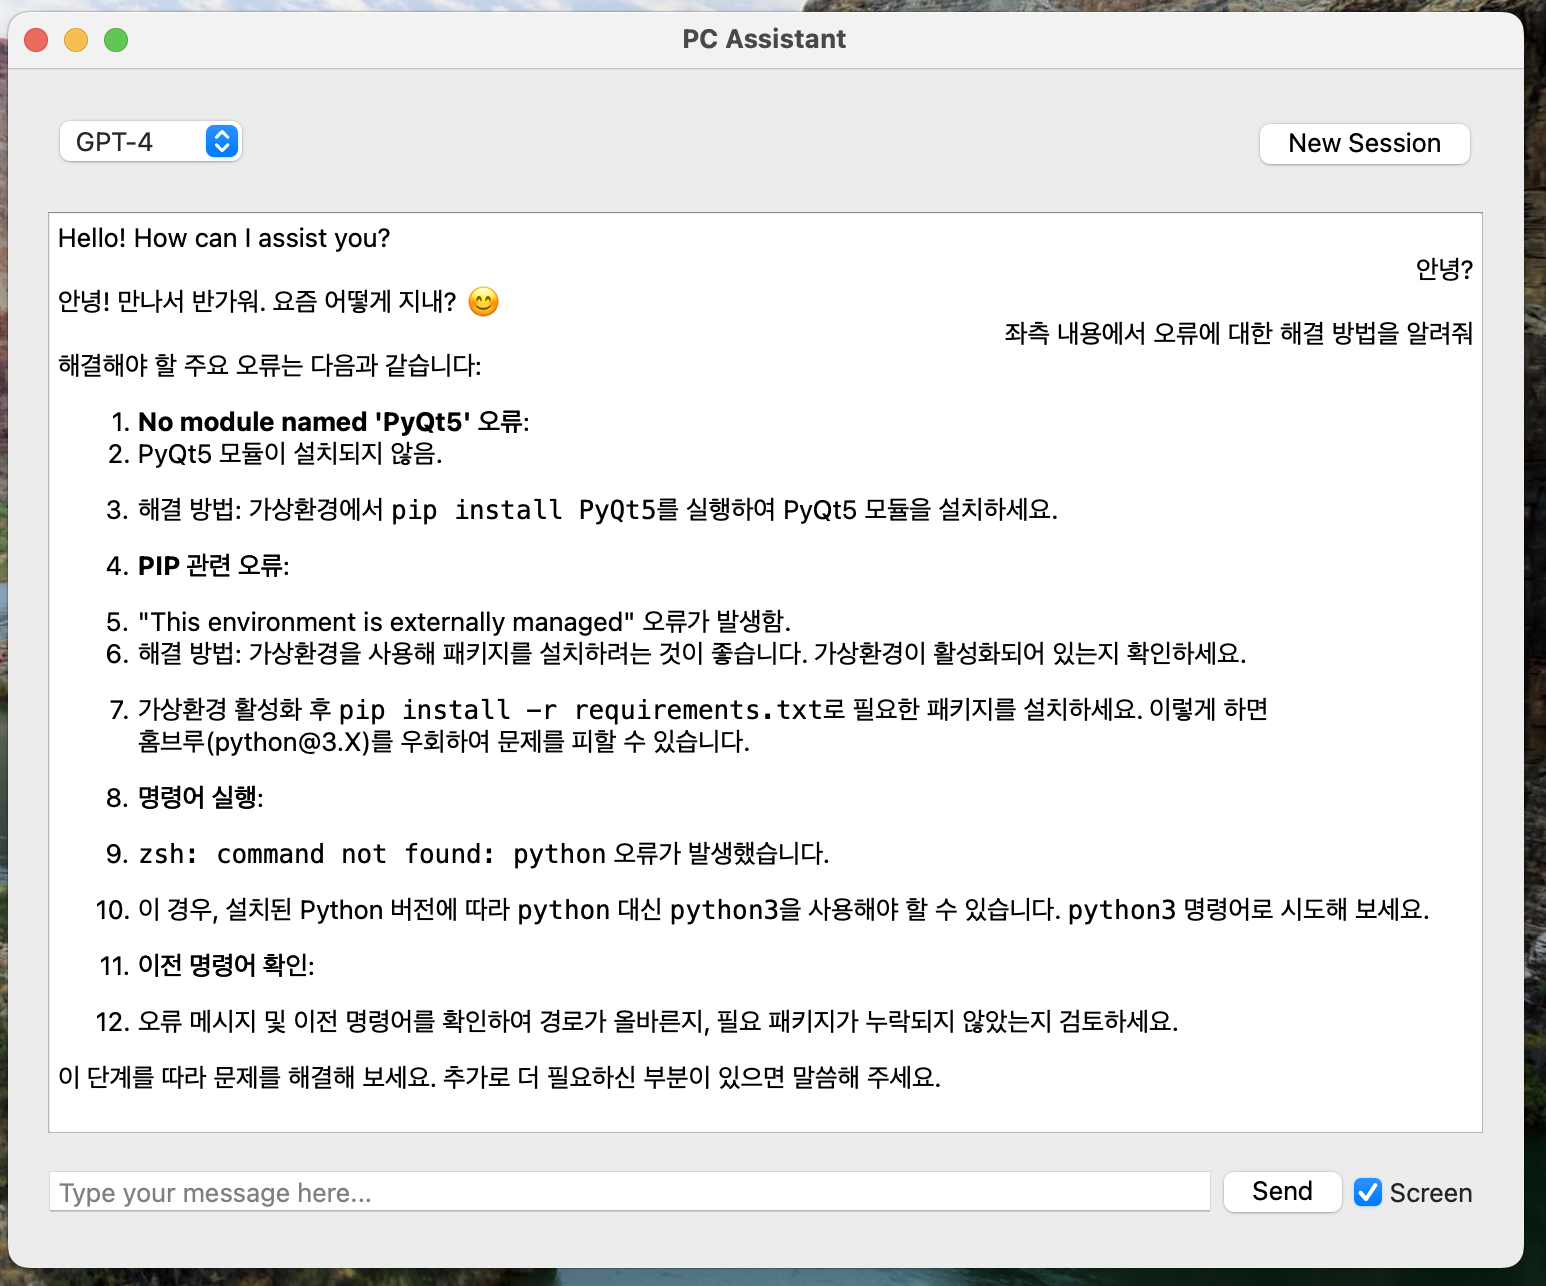 PC Assistant
GPT-4
New Session
Hello! How can I assist you?
안녕?
안녕! 만나서 반가워. 요즘 어떻게 지내? 😊
좌측 내용에서 오류에 대한 해결 방법을 알려줘
해결해야 할 주요 오류는 다음과 같습니다:
1. No module named 'PyQt5' 오류:
2. PyQt5 모듈이 설치되지 않음.
3. 해결 방법: 가상환경에서 pip install PyQt5를 실행하여 PyQt5 모듈을 설치하세요.
4. PIP 관련 오류:
5. "This environment is externally managed" 오류가 발생함.
6. 해결 방법: 가상환경을 사용해 패키지를 설치하려는 것이 좋습니다. 가상환경이 활성화되어 있는지 확인하세요.
7. 가상환경 활성화 후 pip install -r requirements.txt로 필요한 패키지를 설치하세요. 이렇게 하면
홈브루(python@3.X)를 우회하여 문제를 피할 수 있습니다.
8. 명령어 실행:
9. zsh: command not found: python 오류가 발생했습니다.
10. 이 경우, 설치된 Python 버전에 따라 python 대신 python3을 사용해야 할 수 있습니다. python3 명령어로 시도해 보세요.
11. 이전 명령어 확인:
12. 오류 메시지 및 이전 명령어를 확인하여 경로가 올바른지, 필요 패키지가 누락되지 않았는지 검토하세요.
이 단계를 따라 문제를 해결해 보세요. 추가로 더 필요하신 부분이 있으면 말씀해 주세요.
Type your message here...
Send
Screen